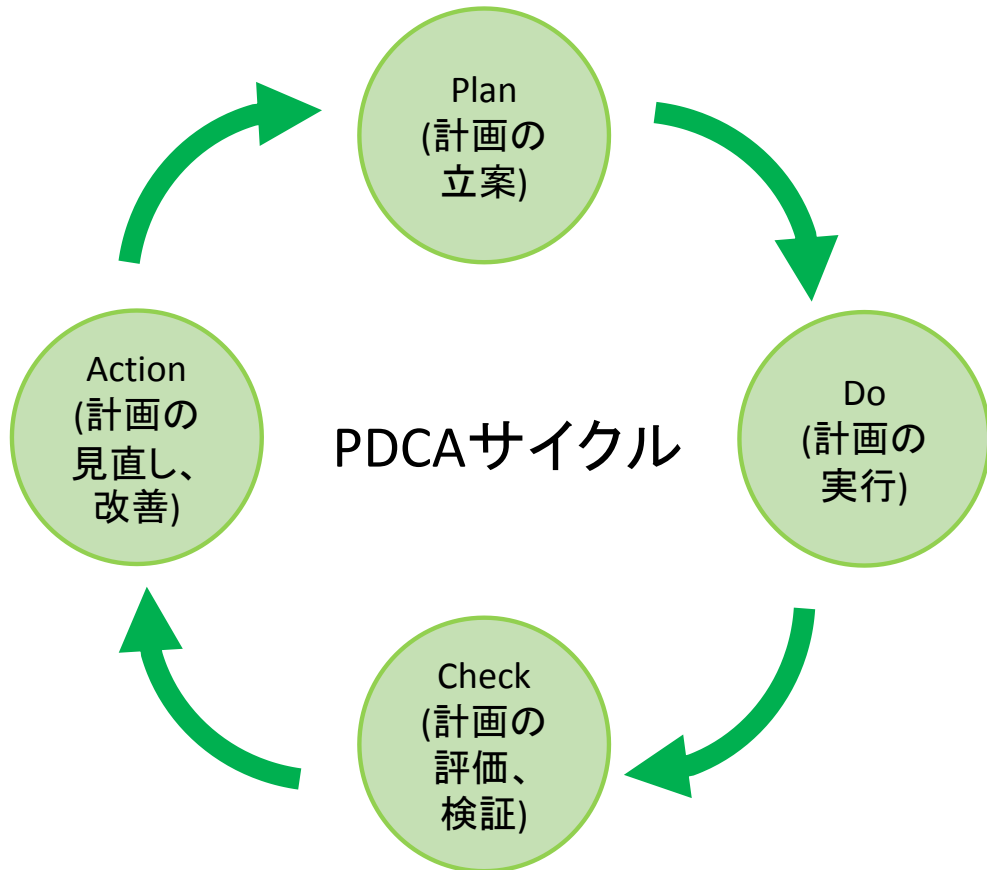 Plan
(計画の
立案)
Do
(計画の
実行)
Check
(計画の
評価、
検証)
Action
(計画の
見直し、
改善)
PDCAサイクル